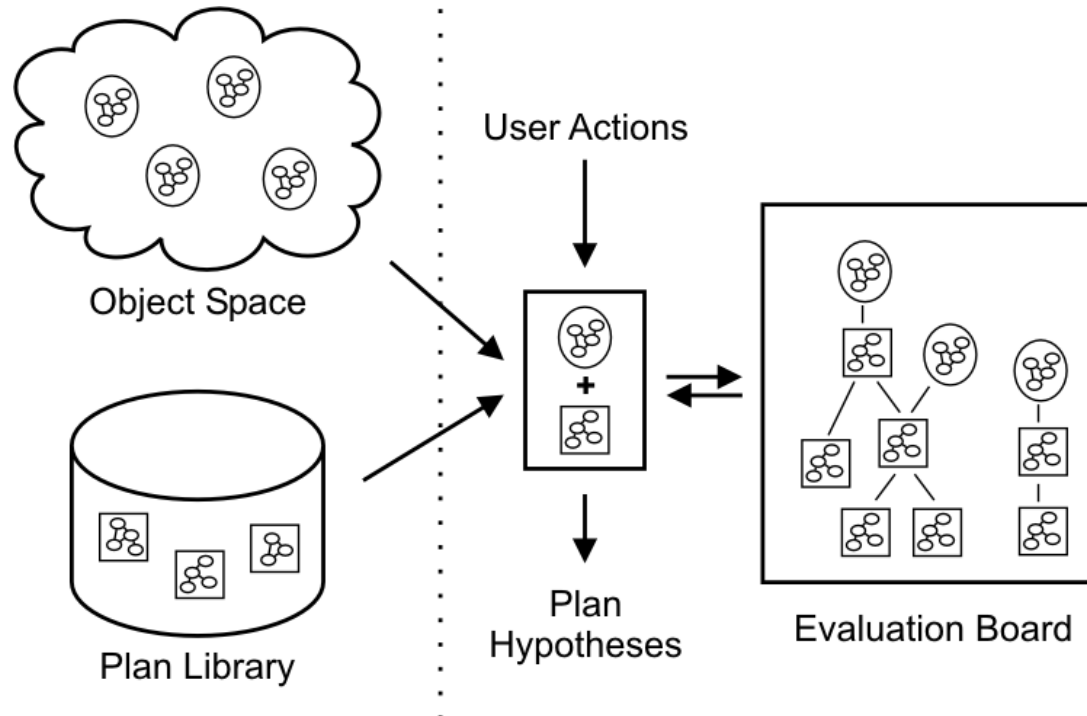 User Actions
Object Space
+
Plan
Hypotheses
Evaluation Board
Plan Library